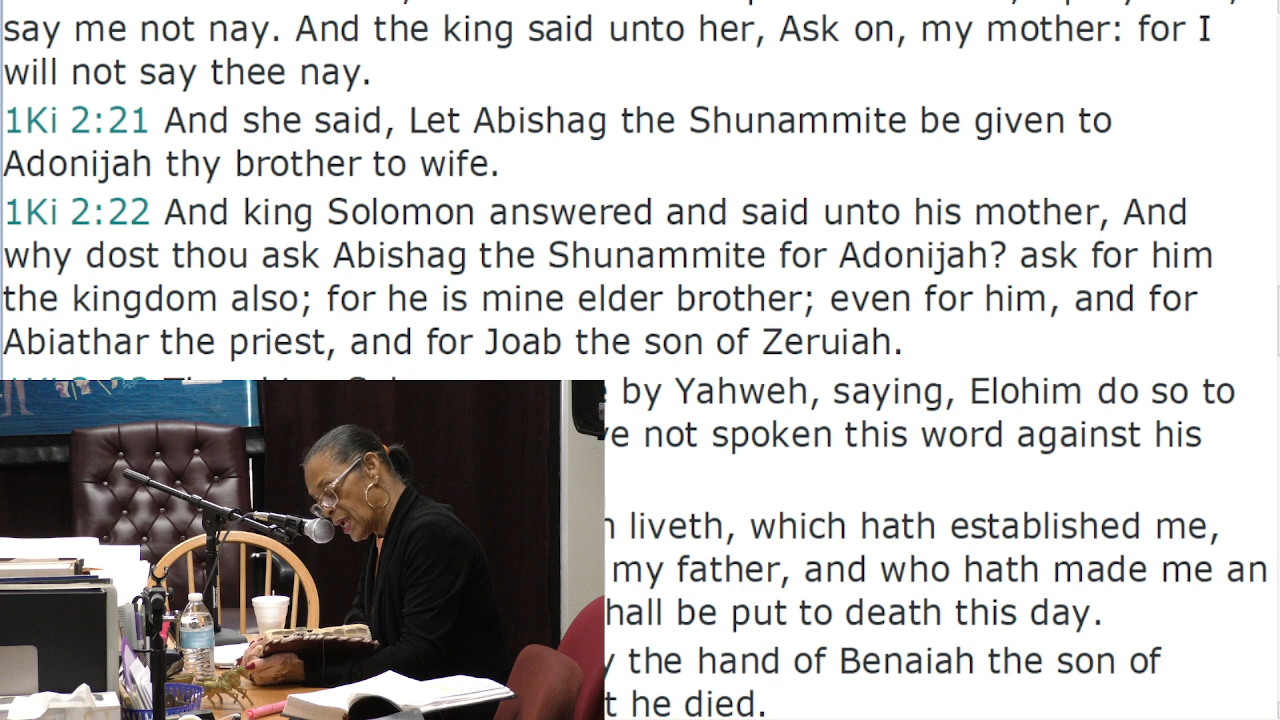 say me not nay. And the king said unto her, Ask on, my mother: for I
will not say thee nay.
1Ki 2:21 And she said, Let Abishag the Shunammite be given to
Adonijah thy brother to wife.
1Ki 2:22 And king Solomon answered and said unto his mother, And
why dost thou ask Abishag the Shunammite for Adonijah? ask for him
the kingdom also; for he is mine elder brother; even for him, and for
Abiathar the priest, and for Joab the son of Zeruiah.
by Yahweh, saying, Elohim do so to
not spoken this word against his
liveth, which hath established me,
my father, and who hath made me an
be put to death this day.
the hand of Benaiah the son of
he died.